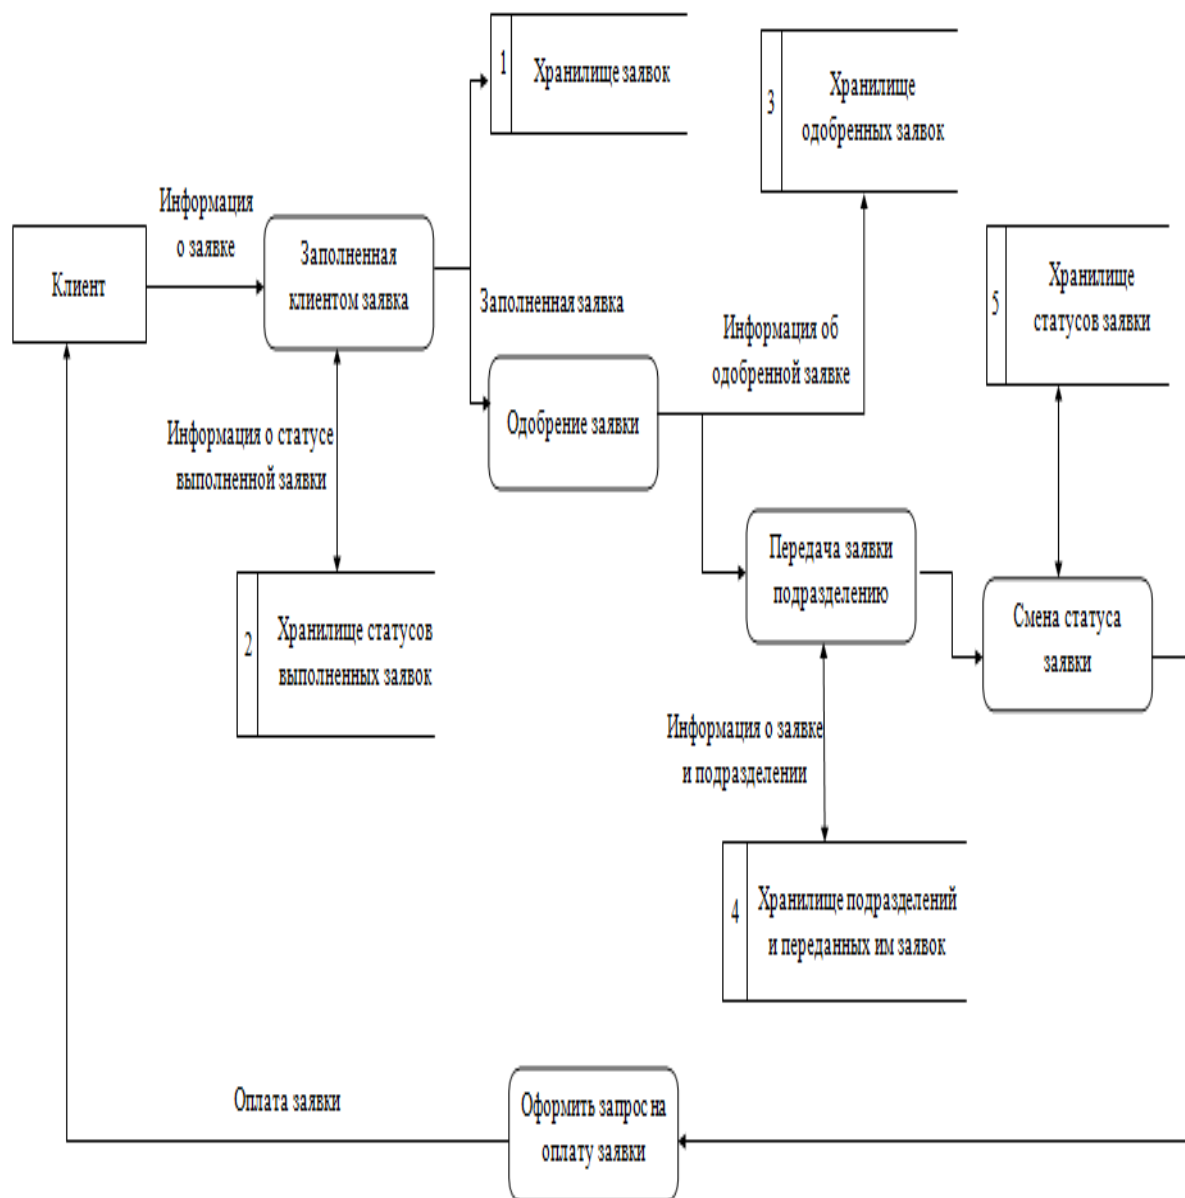 1
Хранилище заявок
3
Хранилище
одобренных заявок
Информация
о заявке
Клиент
Заполненная
клиентом заявка
5
Хранилище
статусов заявки
Заполненная заявка
Информация об
одобренной заявке
Одобрение заявки
Информация о статусе
выполненной заявки
Передача заявки
подразделению
2
Хранилище статусов
выполненных заявок
Смена статуса
заявки
Информация о заявке
и подразделении
4
Хранилище подразделений
и переданных им заявок
Оплата заявки
Оформить запрос на
оплату заявки